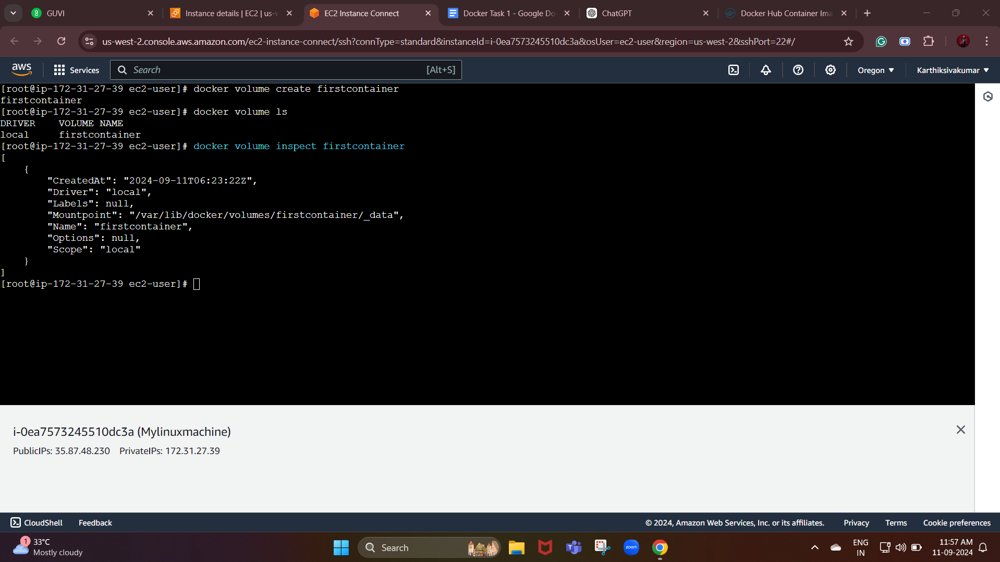 GUVI
Instance details | EC2 | us-w
EC2 Instance Connect
Docker Task 1 - Google Do
ChatGPT
Docker Hub Container Ima
us-west-2.console.aws.amazon.com/ec2-instance-connect/ssh?connType=standard&instanceId=i-0ea7573245510dc3a&osUser=ec2-user&region=us-west-2&sshPort=22#/
aws
Services
Search
[Alt+S]
Oregon
Karthiksivakumar
[root@ip-172-31-27-39 ec2-user]# docker volume create firstcontainer
firstcontainer
[root@ip-172-31-27-39 ec2-user]# docker volume ls
DRIVER    VOLUME NAME
local     firstcontainer
[root@ip-172-31-27-39 ec2-user]# docker volume inspect firstcontainer
[
    {
        "CreatedAt": "2024-09-11T06:23:22Z",
        "Driver": "local",
        "Labels": null,
        "Mountpoint": "/var/lib/docker/volumes/firstcontainer/_data",
        "Name": "firstcontainer",
        "Options": null,
        "Scope": "local"
    }
]
[root@ip-172-31-27-39 ec2-user]#
i-0ea7573245510dc3a (Mylinuxmachine)
PublicIPs: 35.87.48.230    PrivateIPs: 172.31.27.39
CloudShell
Feedback
© 2024, Amazon Web Services, Inc. or its affiliates.
Privacy
Terms
Cookie preferences
1
33°C
Mostly cloudy
Search
zoom
ENG
IN
11:57 AM
11-09-2024